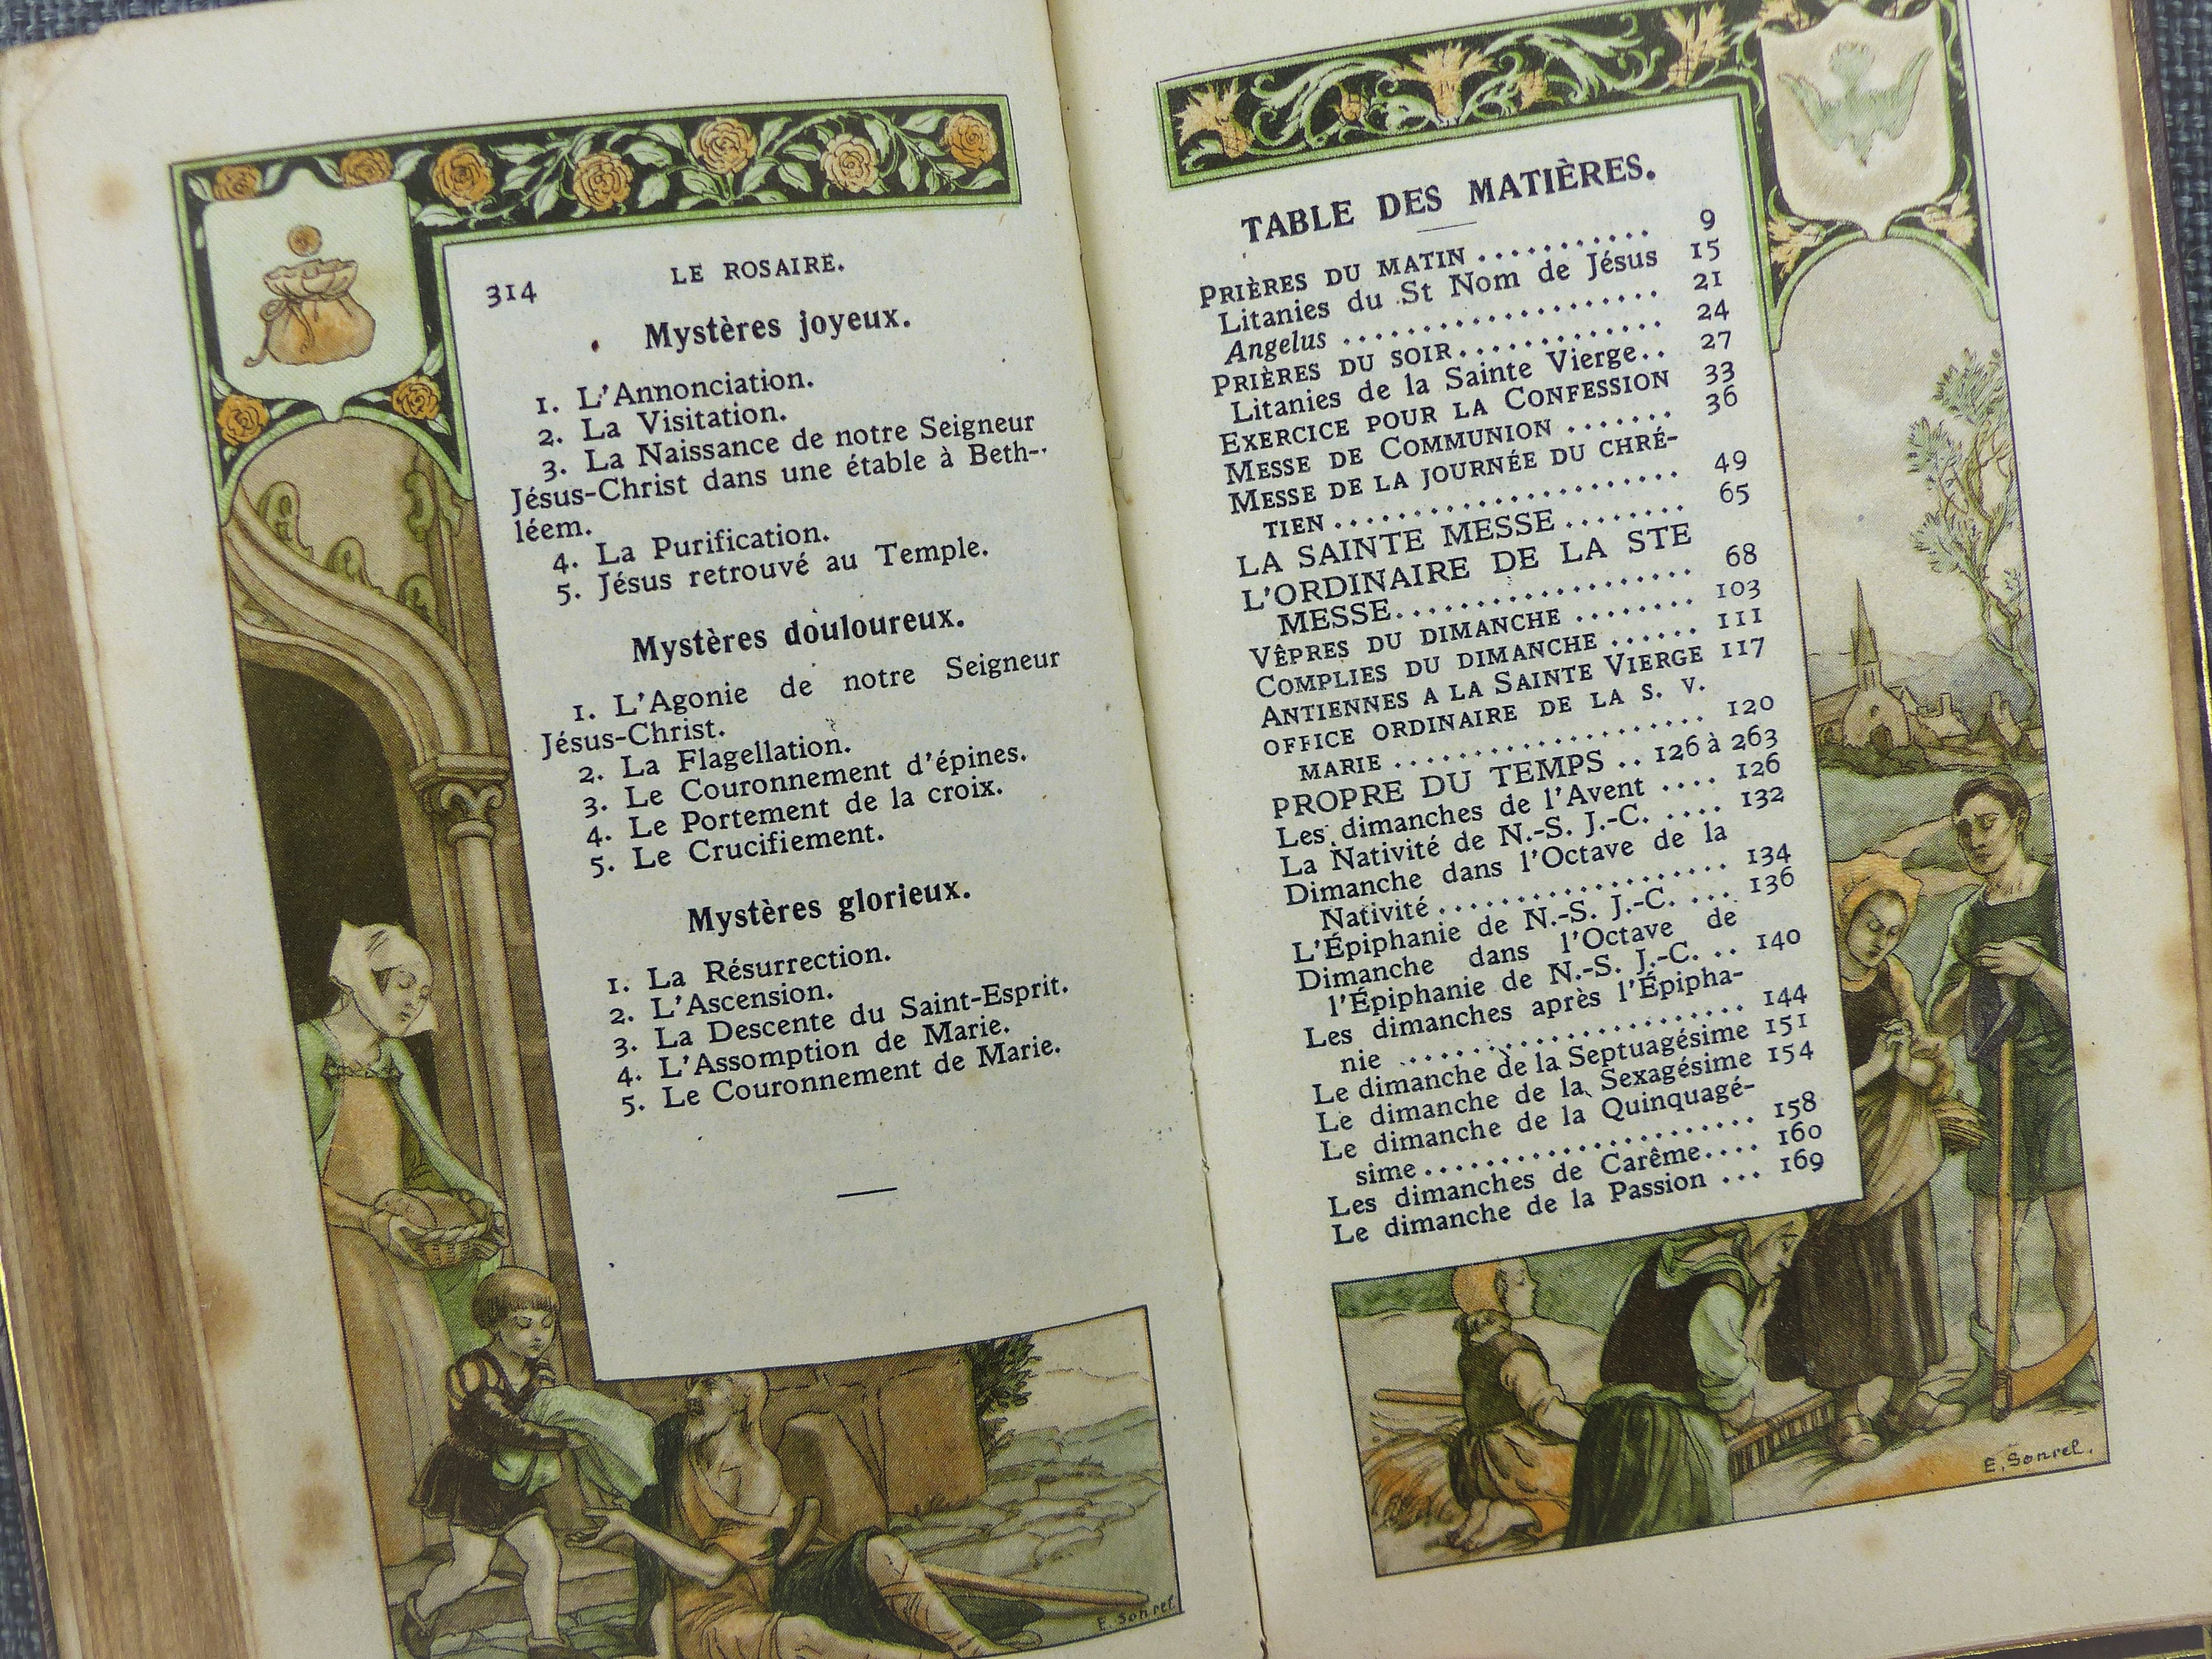 314 LE ROSAIRE.
Mystères joyeux.
1. L'Annonciation.
2. La Visitation.
3. La Naissance de notre Seigneur
Jésus-Christ dans une étable à Beth-
léem.
4. La Purification.
5. Jésus retrouvé au Temple.
Mystères douloureux.
1. L'Agonie de notre Seigneur
Jésus-Christ.
2. La Flagellation.
3. Le Couronnement d'épines.
4. Le Portement de la croix.
5. Le Crucifiement.
Mystères glorieux.
1. La Résurrection.
2. L'Ascension.
3. La Descente du Saint-Esprit.
4. L'Assomption de Marie.
5. Le Couronnement de Marie.
E. Sonrel
TABLE DES MATIÈRES.
PRIÈRES DU MATIN ........... 9
Litanies du St Nom de Jésus 15
Angelus .................... 21
PRIÈRES DU SOIR............. 24
Litanies de la Sainte Vierge.. 27
EXERCICE POUR LA CONFESSION 33
MESSE DE COMMUNION ....... 36
MESSE DE LA JOURNÉE DU CHRÉ-
TIEN ...................... 49
LA SAINTE MESSE ........ 65
L'ORDINAIRE DE LA STE
MESSE................... 68
VÊPRES DU DIMANCHE ........ 103
COMPLIES DU DIMANCHE ...... 111
ANTIENNES A LA SAINTE VIERGE 117
OFFICE ORDINAIRE DE LA S. V.
MARIE .................... 120
PROPRE DU TEMPS .. 126 à 263
Les dimanches de l'Avent .... 126
La Nativité de N.-S. J.-C. .... 132
Dimanche dans l'Octave de la
Nativité ................... 134
L'Épiphanie de N.-S. J.-C. ... 136
Dimanche dans l'Octave de
l'Épiphanie de N.-S. J.-C. .. 140
Les dimanches après l'Épipha-
nie ...................... 144
Le dimanche de la Septuagésime 151
Le dimanche de la Sexagésime 154
Le dimanche de la Quinquagé-
sime ...................... 158
Les dimanches de Carême.... 160
Le dimanche de la Passion ... 169
E. Sonrel.